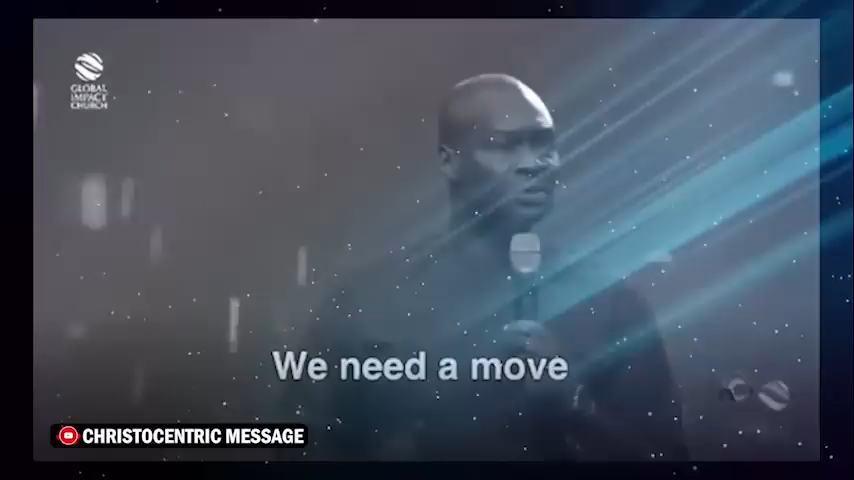 GLOBAL
IMPACT
CHURCH
We need a move
CHRISTOCENTRIC MESSAGE